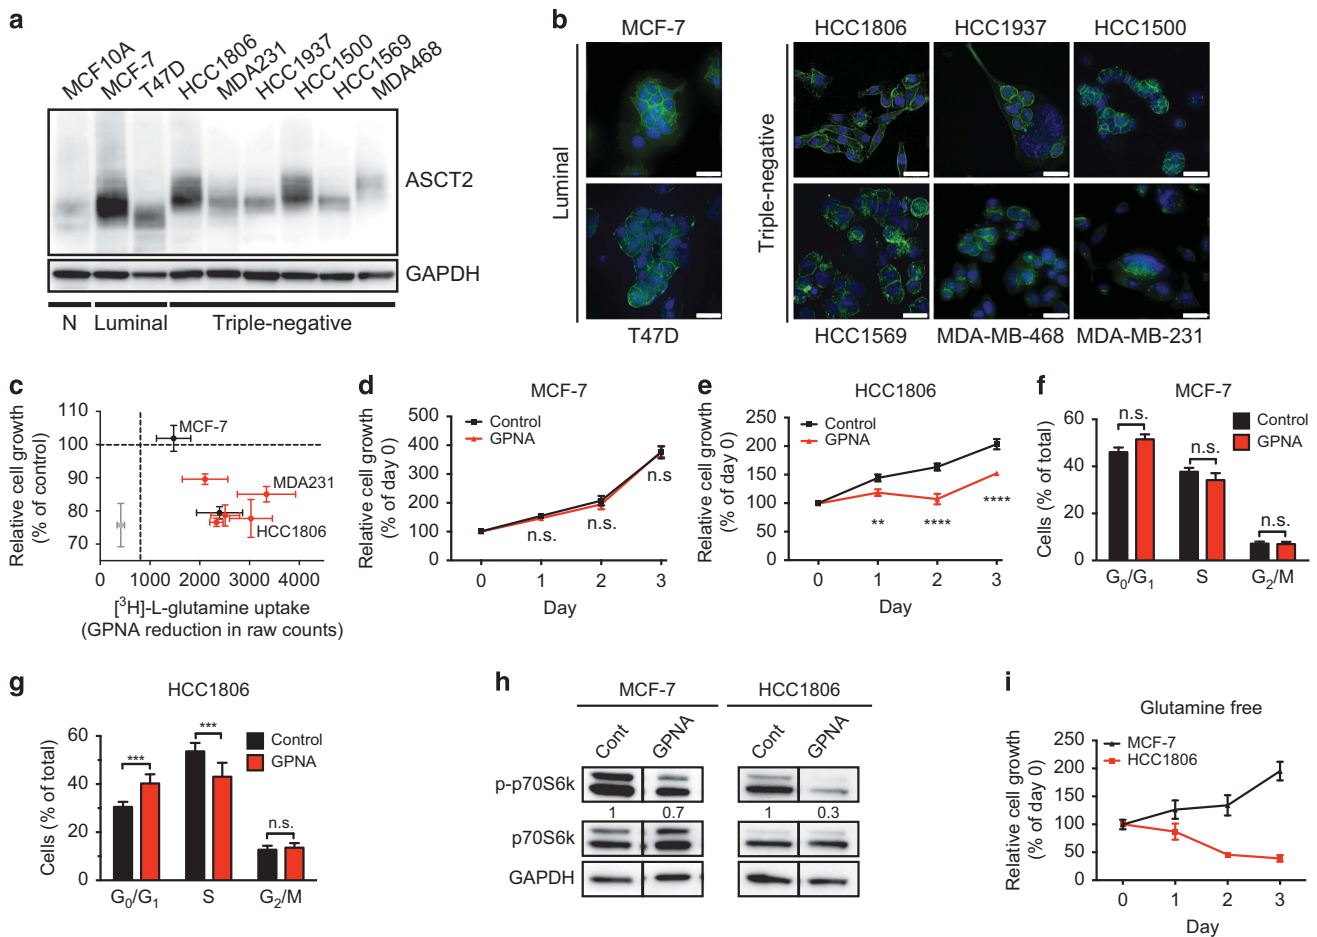 a
MCF10A
MCF-7
T47D
HCC1806
MDA231
HCC1937
HCC1500
HCC1569
MDA468
ASCT2
GAPDH
N
Luminal
Triple-negative
b
MCF-7
HCC1806
HCC1937
HCC1500
Luminal
Triple-negative
T47D
HCC1569
MDA-MB-468
MDA-MB-231
c
Relative cell growth
(% of control)
110
100
90
80
70
MCF-7
MDA231
HCC1806
0
1000
2000
3000
4000
[³H]-L-glutamine uptake
(GPNA reduction in raw counts)
d
MCF-7
Relative cell growth
(% of day 0)
500
400
300
200
100
0
Control
GPNA
n.s.
n.s.
n.s
0
1
2
3
Day
e
HCC1806
Relative cell growth
(% of day 0)
250
200
150
100
50
0
Control
GPNA
**
****
****
0
1
2
3
Day
f
MCF-7
Cells (% of total)
60
40
20
0
n.s.
n.s.
n.s.
Control
GPNA
G₀/G₁
S
G₂/M
g
HCC1806
Cells (% of total)
60
40
20
0
***
***
n.s.
Control
GPNA
G₀/G₁
S
G₂/M
h
MCF-7
HCC1806
Cont
GPNA
Cont
GPNA
p-p70S6k
1
0.7
1
0.3
p70S6k
GAPDH
i
Glutamine free
Relative cell growth
(% of day 0)
250
200
150
100
50
0
MCF-7
HCC1806
0
1
2
3
Day